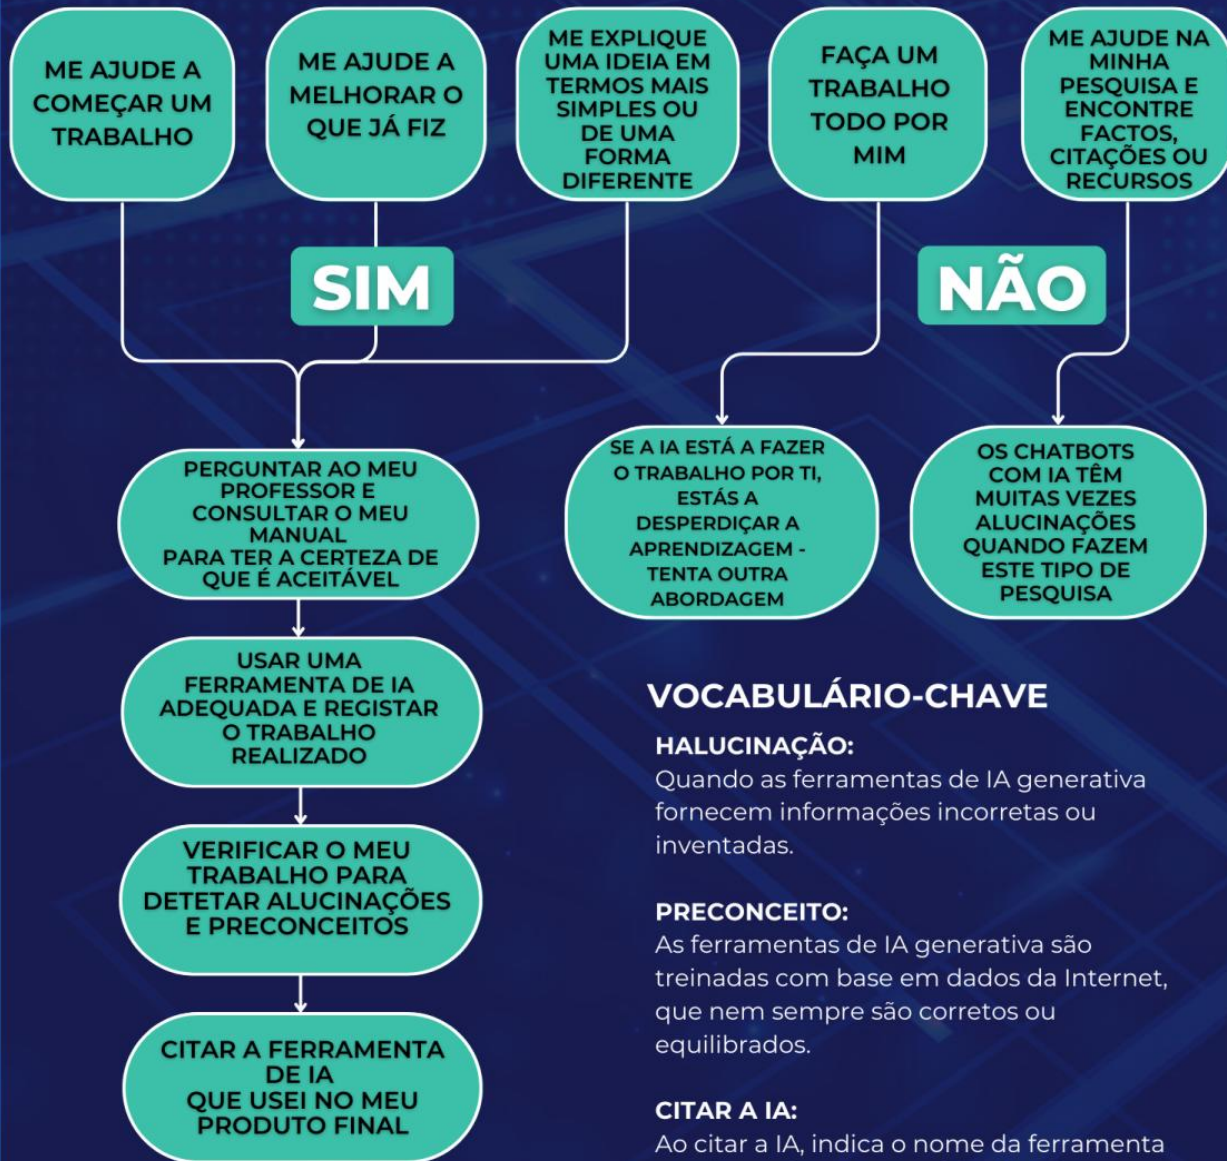 ME AJUDE A
COMEÇAR UM
TRABALHO
ME AJUDE A
MELHORAR O
QUE JÁ FIZ
ME EXPLIQUE
UMA IDEIA EM
TERMOS MAIS
SIMPLES OU
DE UMA
FORMA
DIFERENTE
FAÇA UM
TRABALHO
TODO POR
MIM
ME AJUDE NA
MINHA
PESQUISA E
ENCONTRE
FACTOS,
CITAÇÕES OU
RECURSOS
SIM
NÃO
PERGUNTAR AO MEU
PROFESSOR E
CONSULTAR O MEU
MANUAL
PARA TER A CERTEZA DE
QUE É ACEITÁVEL
SE A IA ESTÁ A FAZER
O TRABALHO POR TI,
ESTÁS A
DESPERDIÇAR A
APRENDIZAGEM -
TENTA OUTRA
ABORDAGEM
OS CHATBOTS
COM IA TÊM
MUITAS VEZES
ALUCINAÇÕES
QUANDO FAZEM
ESTE TIPO DE
PESQUISA
USAR UMA
FERRAMENTA DE IA
ADEQUADA E REGISTAR
O TRABALHO
REALIZADO
VERIFICAR O MEU
TRABALHO PARA
DETETAR ALUCINAÇÕES
E PRECONCEITOS
CITAR A FERRAMENTA
DE IA
QUE USEI NO MEU
PRODUTO FINAL
VOCABULÁRIO-CHAVE
HALUCINAÇÃO:
Quando as ferramentas de IA generativa
fornecem informações incorretas ou
inventadas.
PRECONCEITO:
As ferramentas de IA generativa são
treinadas com base em dados da Internet,
que nem sempre são corretos ou
equilibrados.
CITAR A IA:
Ao citar a IA, indica o nome da ferramenta